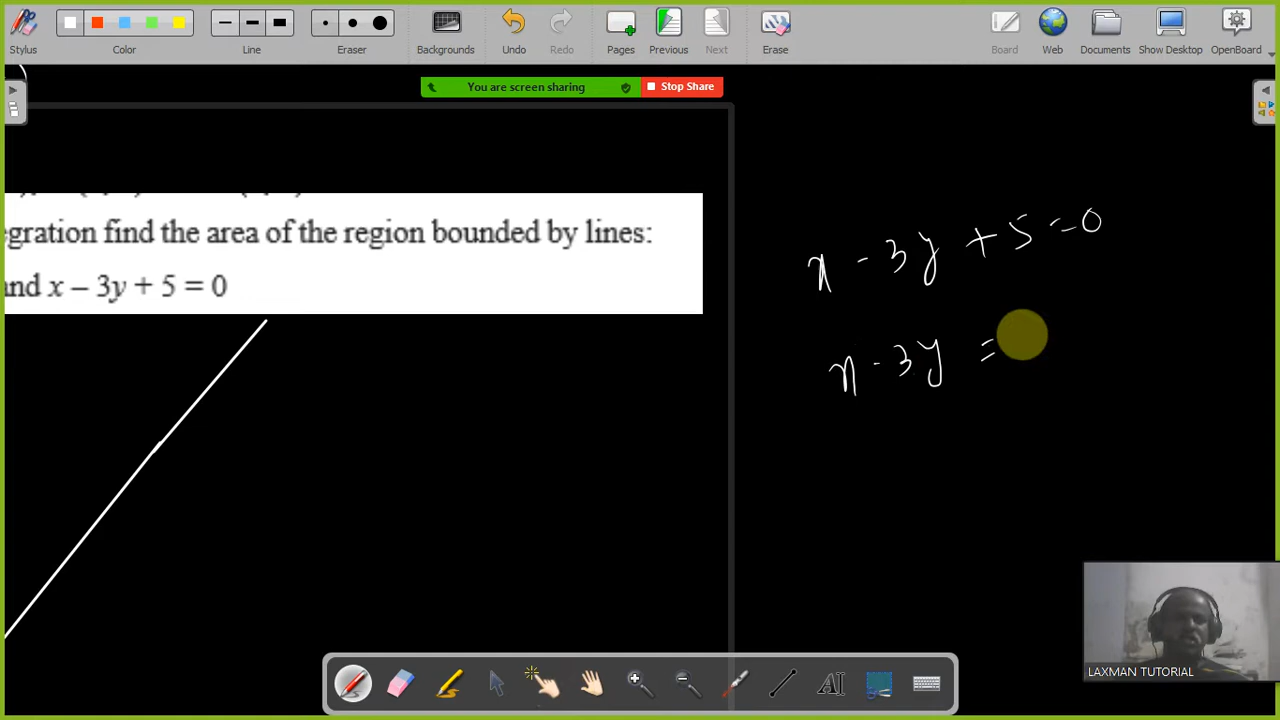 Stylus
Color
Line
Eraser
Backgrounds
Undo
Redo
Pages
Previous
Next
Erase
Board
Web
Documents
Show Desktop
OpenBoard
You are screen sharing
Stop Share
egration find the area of the region bounded by lines:
and x – 3y + 5 = 0
x - 3y + 5 = 0
x - 3y =
AI
LAXMAN TUTORIAL